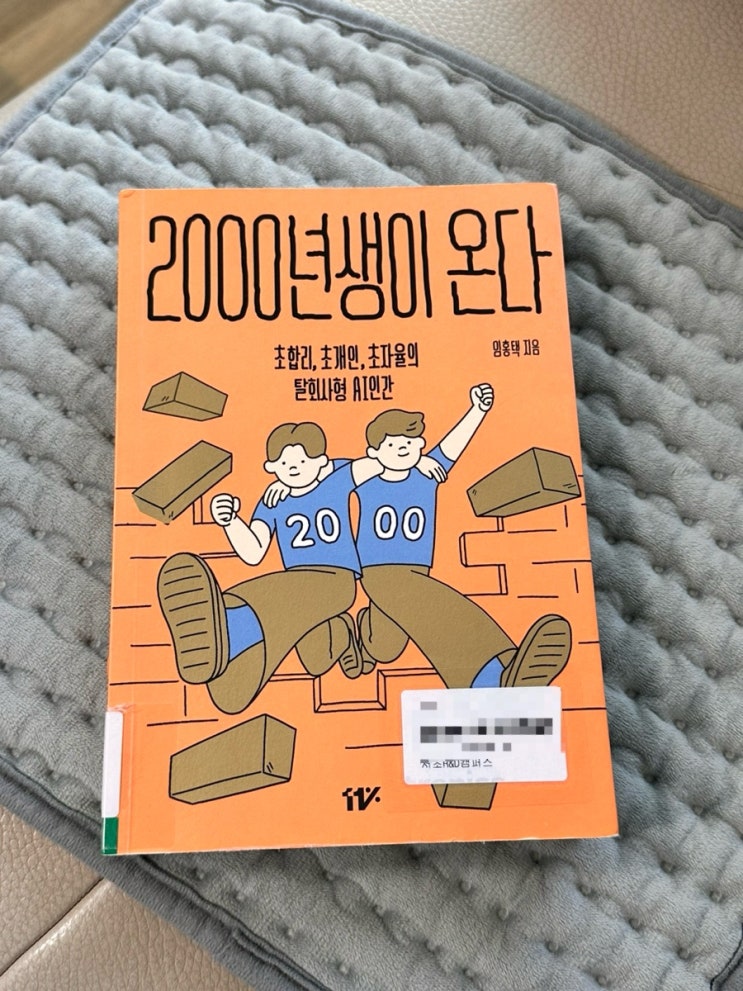 2000년생이 온다
초합리, 초개인, 초자율의
탈회사형 AI인간
임홍택 지음
20 00
11%